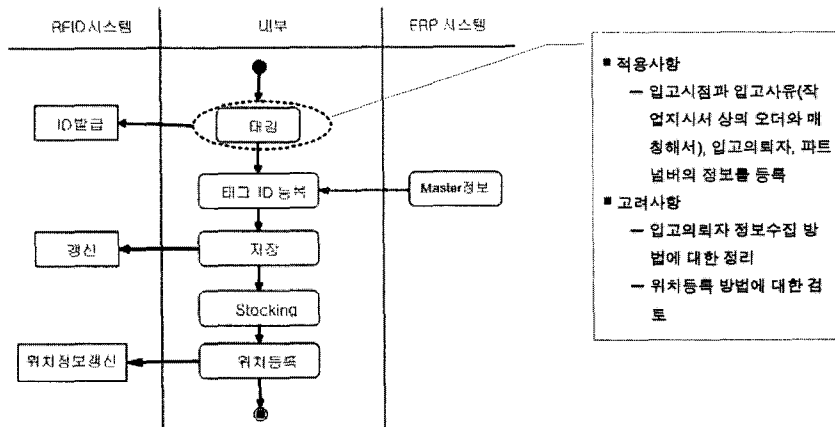 RFID 시스템
내부
ERP 시스템
ID발급
태깅
태그 ID 등록
Master정보
갱신
저장
Stocking
위치정보갱신
위치등록
■ 적용사항
— 입고시점과 입고사유(작
업지시서 상의 오더와 매
칭해서), 입고의뢰자, 파트
넘버의 정보를 등록
■ 고려사항
— 입고의뢰자 정보수집 방
법에 대한 정리
— 위치등록 방법에 대한 검
토